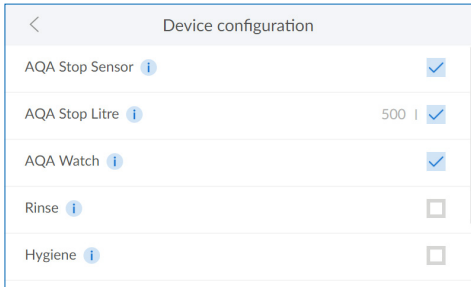 Device configuration
AQA Stop Sensor i
AQA Stop Litre i 500 l
AQA Watch i
Rinse i
Hygiene i